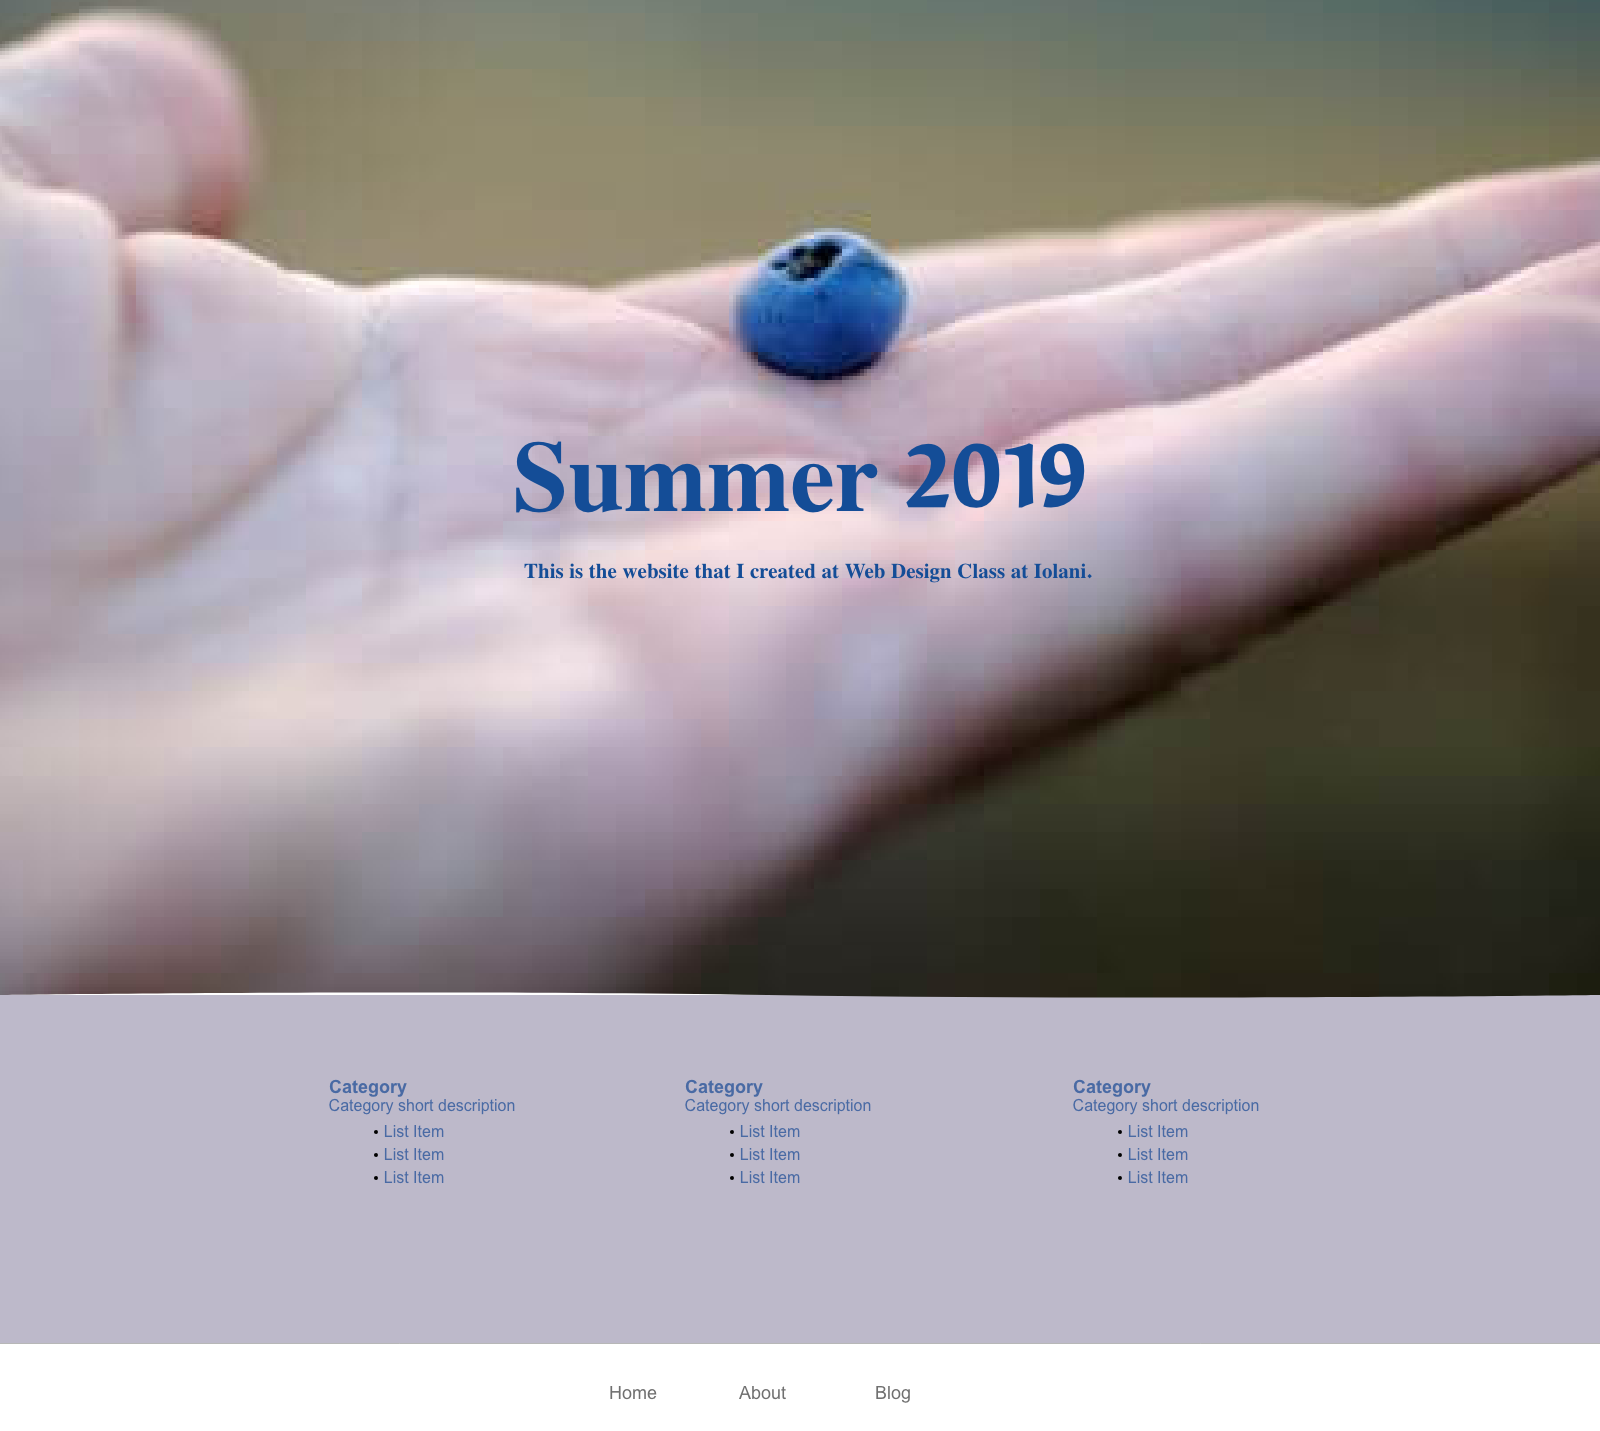 Summer 2019
This is the website that I created at Web Design Class at Iolani.
Category
Category short description
• List Item
• List Item
• List Item
Category
Category short description
• List Item
• List Item
• List Item
Category
Category short description
• List Item
• List Item
• List Item
Home About Blog